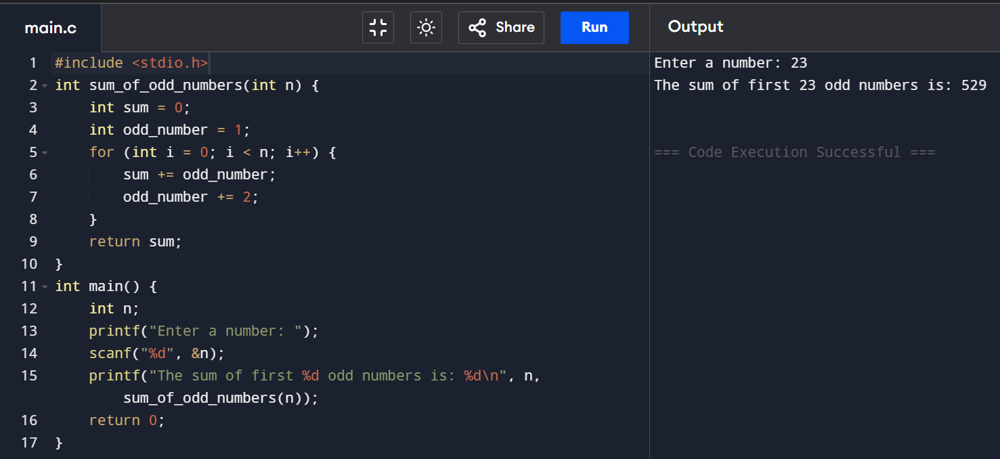 main.c
Share
Run
Output
1 #include <stdio.h>
2 int sum_of_odd_numbers(int n) {
3     int sum = 0;
4     int odd_number = 1;
5     for (int i = 0; i < n; i++) {
6         sum += odd_number;
7         odd_number += 2;
8     }
9     return sum;
10 }
11 int main() {
12     int n;
13     printf("Enter a number: ");
14     scanf("%d", &n);
15     printf("The sum of first %d odd numbers is: %d\n", n,
        sum_of_odd_numbers(n));
16     return 0;
17 }
Enter a number: 23
The sum of first 23 odd numbers is: 529
=== Code Execution Successful ===